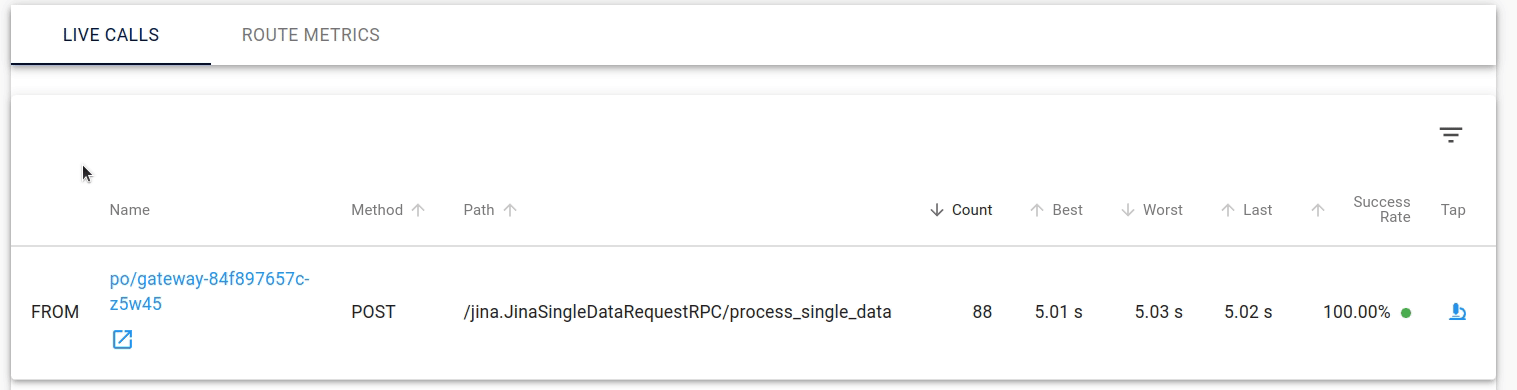 LIVE CALLS ROUTE METRICS
Name Method Path Count Best Worst Last Success Rate Tap
FROM po/gateway-84f897657c-
z5w45 POST /jina.JinaSingleDataRequestRPC/process_single_data 88 5.01 s 5.03 s 5.02 s 100.00%